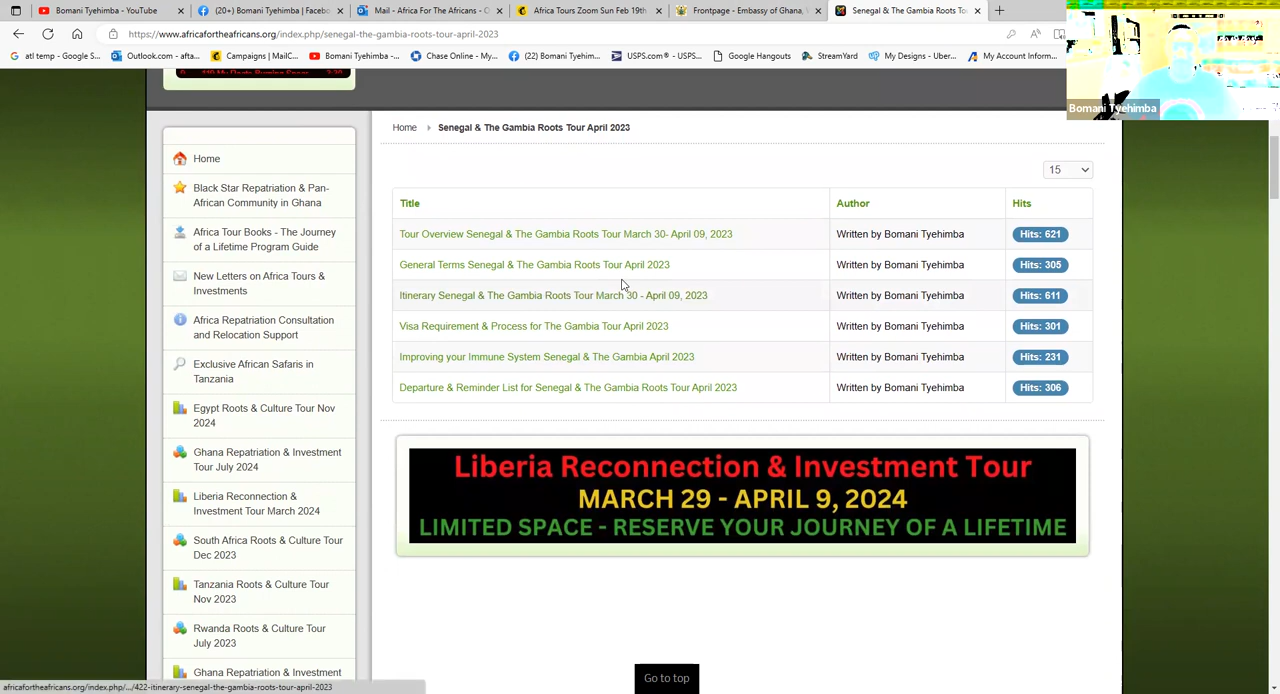 Bomani Tyehimba - YouTube
(20+) Bomani Tyehimba | Facebo
Mail - Africa For The Africans - O
Africa Tours Zoom Sun Feb 19th
Frontpage - Embassy of Ghana,
Senegal & The Gambia Roots To
https://www.africafortheafricans.org/index.php/senegal-the-gambia-roots-tour-april-2023
atl temp - Google S...
Outlook.com - afta...
Campaigns | MailC...
Bomani Tyehimba -...
Chase Online - My...
(22) Bomani Tyehim...
USPS.com® - USPS...
Google Hangouts
StreamYard
My Designs - Uber...
My Account Inform...
Bomani Tyehimba
Home
Senegal & The Gambia Roots Tour April 2023
15
Home
Black Star Repatriation & Pan-
African Community in Ghana
Africa Tour Books - The Journey
of a Lifetime Program Guide
New Letters on Africa Tours &
Investments
Africa Repatriation Consultation
and Relocation Support
Exclusive African Safaris in
Tanzania
Egypt Roots & Culture Tour Nov
2024
Ghana Repatriation & Investment
Tour July 2024
Liberia Reconnection &
Investment Tour March 2024
South Africa Roots & Culture Tour
Dec 2023
Tanzania Roots & Culture Tour
Nov 2023
Rwanda Roots & Culture Tour
July 2023
Ghana Repatriation & Investment
Title Author Hits
Tour Overview Senegal & The Gambia Roots Tour March 30- April 09, 2023 Written by Bomani Tyehimba Hits: 621
General Terms Senegal & The Gambia Roots Tour April 2023 Written by Bomani Tyehimba Hits: 305
Itinerary Senegal & The Gambia Roots Tour March 30 - April 09, 2023 Written by Bomani Tyehimba Hits: 611
Visa Requirement & Process for The Gambia Tour April 2023 Written by Bomani Tyehimba Hits: 301
Improving your Immune System Senegal & The Gambia April 2023 Written by Bomani Tyehimba Hits: 231
Departure & Reminder List for Senegal & The Gambia Roots Tour April 2023 Written by Bomani Tyehimba Hits: 306
Liberia Reconnection & Investment Tour
MARCH 29 - APRIL 9, 2024
LIMITED SPACE - RESERVE YOUR JOURNEY OF A LIFETIME
Go to top
africafortheafricans.org/index.php/.../422-itinerary-senegal-the-gambia-roots-tour-april-2023